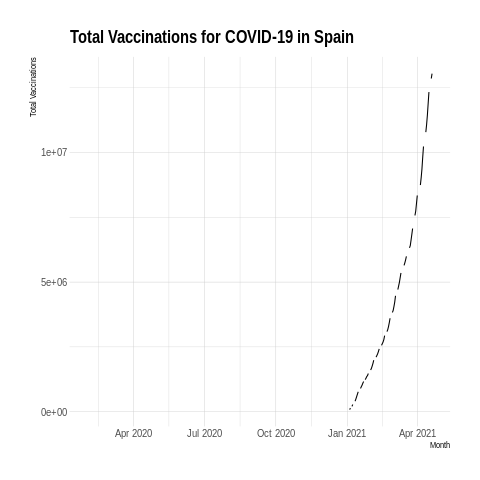 Total Vaccinations for COVID-19 in Spain
Total Vaccinations
1e+07
5e+06
0e+00
Apr 2020 Jul 2020 Oct 2020 Jan 2021 Apr 2021
Month